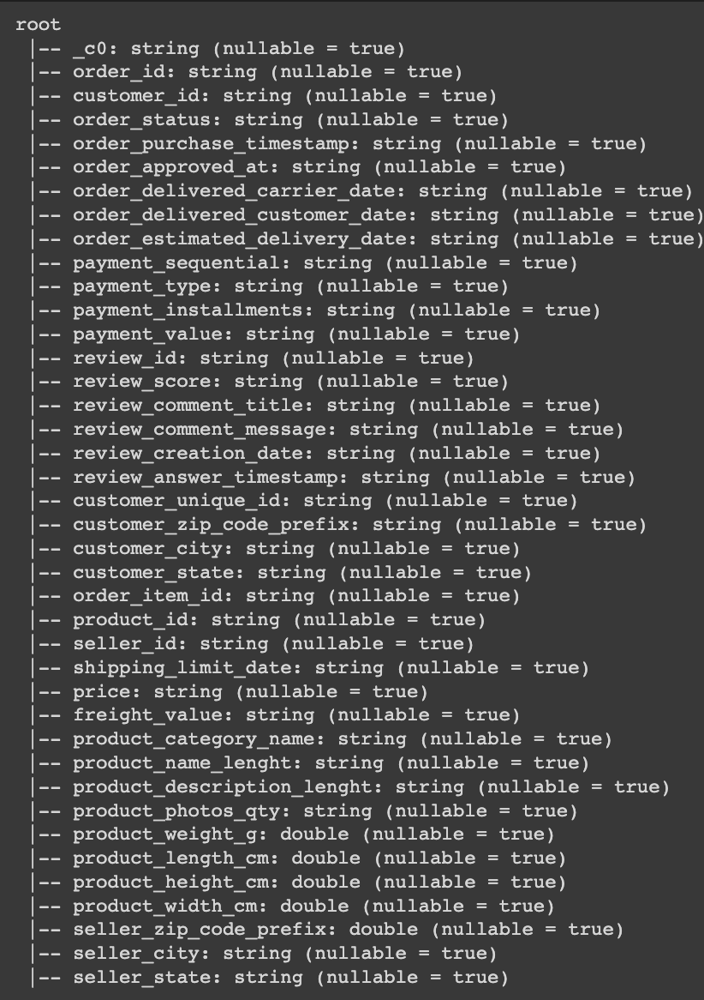 root
 |-- _c0: string (nullable = true)
 |-- order_id: string (nullable = true)
 |-- customer_id: string (nullable = true)
 |-- order_status: string (nullable = true)
 |-- order_purchase_timestamp: string (nullable = true)
 |-- order_approved_at: string (nullable = true)
 |-- order_delivered_carrier_date: string (nullable = true)
 |-- order_delivered_customer_date: string (nullable = true)
 |-- order_estimated_delivery_date: string (nullable = true)
 |-- payment_sequential: string (nullable = true)
 |-- payment_type: string (nullable = true)
 |-- payment_installments: string (nullable = true)
 |-- payment_value: string (nullable = true)
 |-- review_id: string (nullable = true)
 |-- review_score: string (nullable = true)
 |-- review_comment_title: string (nullable = true)
 |-- review_comment_message: string (nullable = true)
 |-- review_creation_date: string (nullable = true)
 |-- review_answer_timestamp: string (nullable = true)
 |-- customer_unique_id: string (nullable = true)
 |-- customer_zip_code_prefix: string (nullable = true)
 |-- customer_city: string (nullable = true)
 |-- customer_state: string (nullable = true)
 |-- order_item_id: string (nullable = true)
 |-- product_id: string (nullable = true)
 |-- seller_id: string (nullable = true)
 |-- shipping_limit_date: string (nullable = true)
 |-- price: string (nullable = true)
 |-- freight_value: string (nullable = true)
 |-- product_category_name: string (nullable = true)
 |-- product_name_lenght: string (nullable = true)
 |-- product_description_lenght: string (nullable = true)
 |-- product_photos_qty: string (nullable = true)
 |-- product_weight_g: double (nullable = true)
 |-- product_length_cm: double (nullable = true)
 |-- product_height_cm: double (nullable = true)
 |-- product_width_cm: double (nullable = true)
 |-- seller_zip_code_prefix: double (nullable = true)
 |-- seller_city: string (nullable = true)
 |-- seller_state: string (nullable = true)